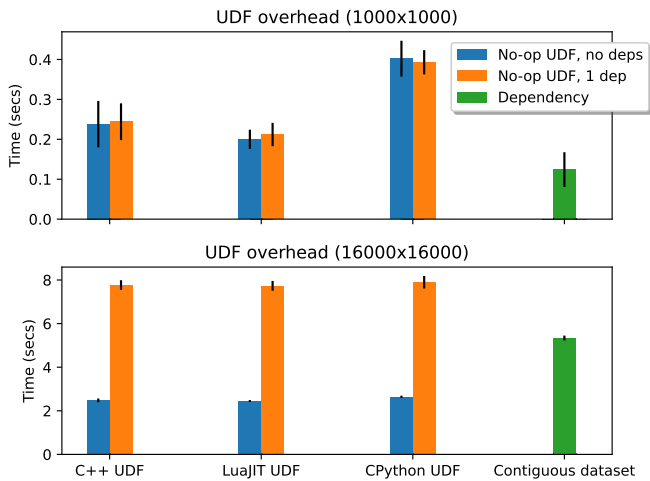 UDF overhead (1000x1000)
0.4
0.3
0.2
0.1
0.0
Time (secs)
No-op UDF, no deps
No-op UDF, 1 dep
Dependency
UDF overhead (16000x16000)
8
6
4
2
0
Time (secs)
C++ UDF
LuaJIT UDF
CPython UDF
Contiguous dataset